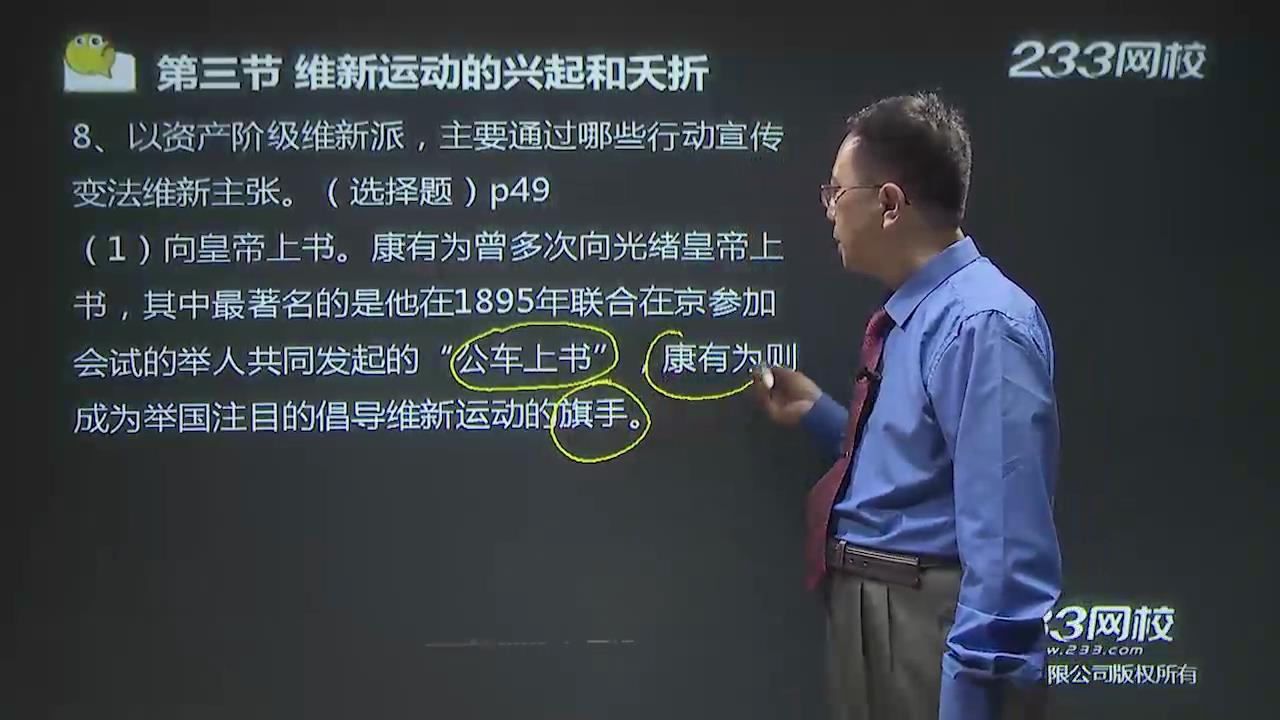 第三节 维新运动的兴起和夭折
233网校
8、以资产阶级维新派，主要通过哪些行动宣传
变法维新主张。（选择题）p49
（1）向皇帝上书。康有为曾多次向光绪皇帝上
书，其中最著名的是他在1895年联合在京参加
会试的举人共同发起的“公车上书”，康有为则
成为举国注目的倡导维新运动的旗手。
33网校
w.233.com
限公司版权所有